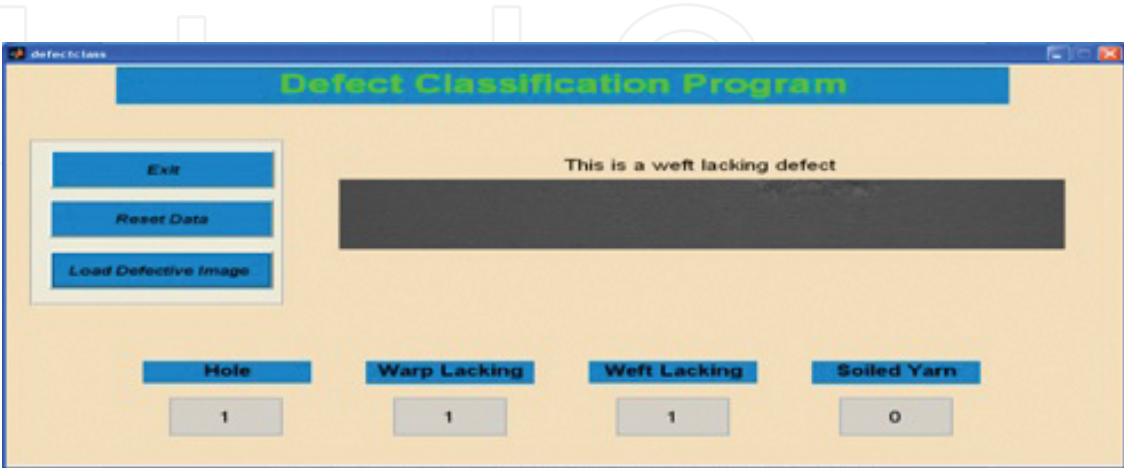 defectclass
Defect Classification Program
Exit
This is a weft lacking defect
Reset Data
Load Defective Image
Hole Warp Lacking Weft Lacking Soiled Yarn
1 1 1 0